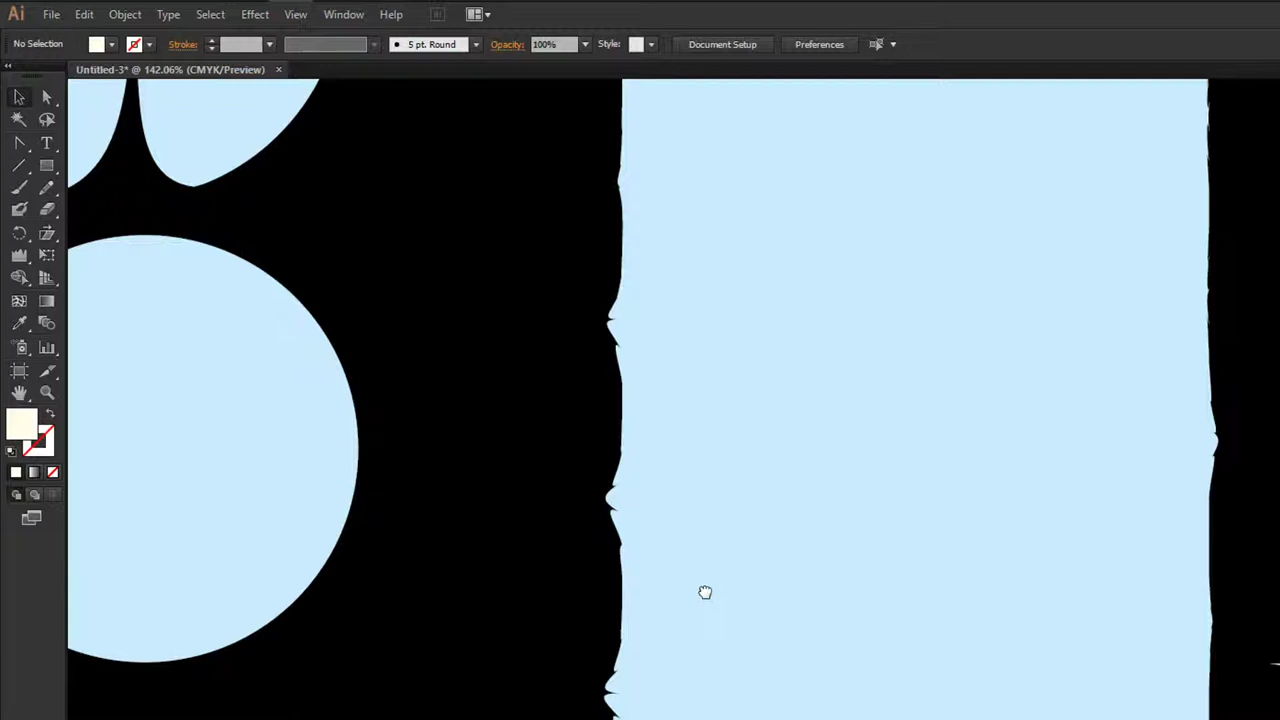 Ai File Edit Object Type Select Effect View Window Help
No Selection Stroke: 5 pt. Round Opacity: 100% Style: Document Setup Preferences
Untitled-3* @ 142.06% (CMYK/Preview) ×